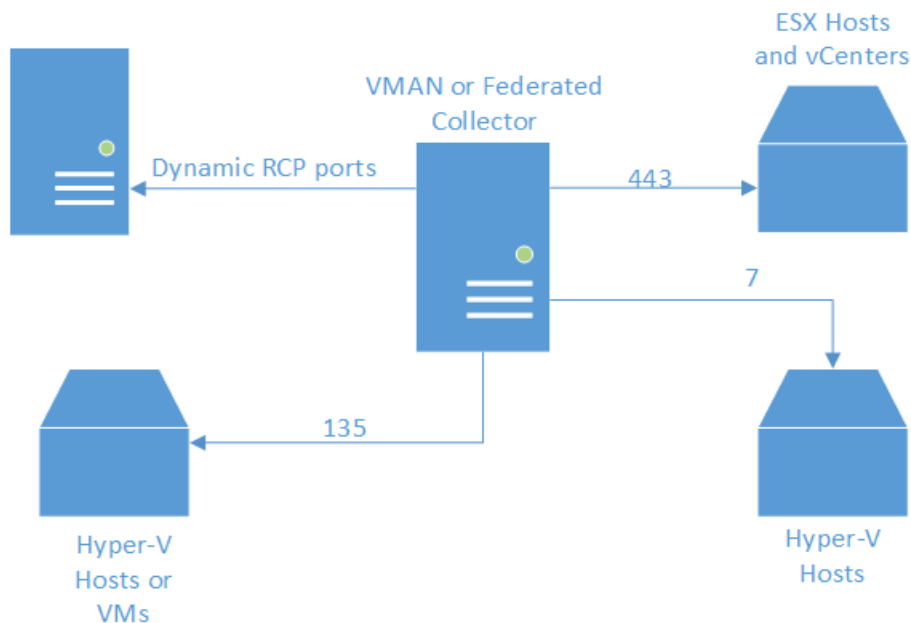 ESX Hosts
and vCenters
VMAN or Federated
Collector
Dynamic RCP ports
443
7
135
Hyper-V
Hosts or
VMs
Hyper-V
Hosts